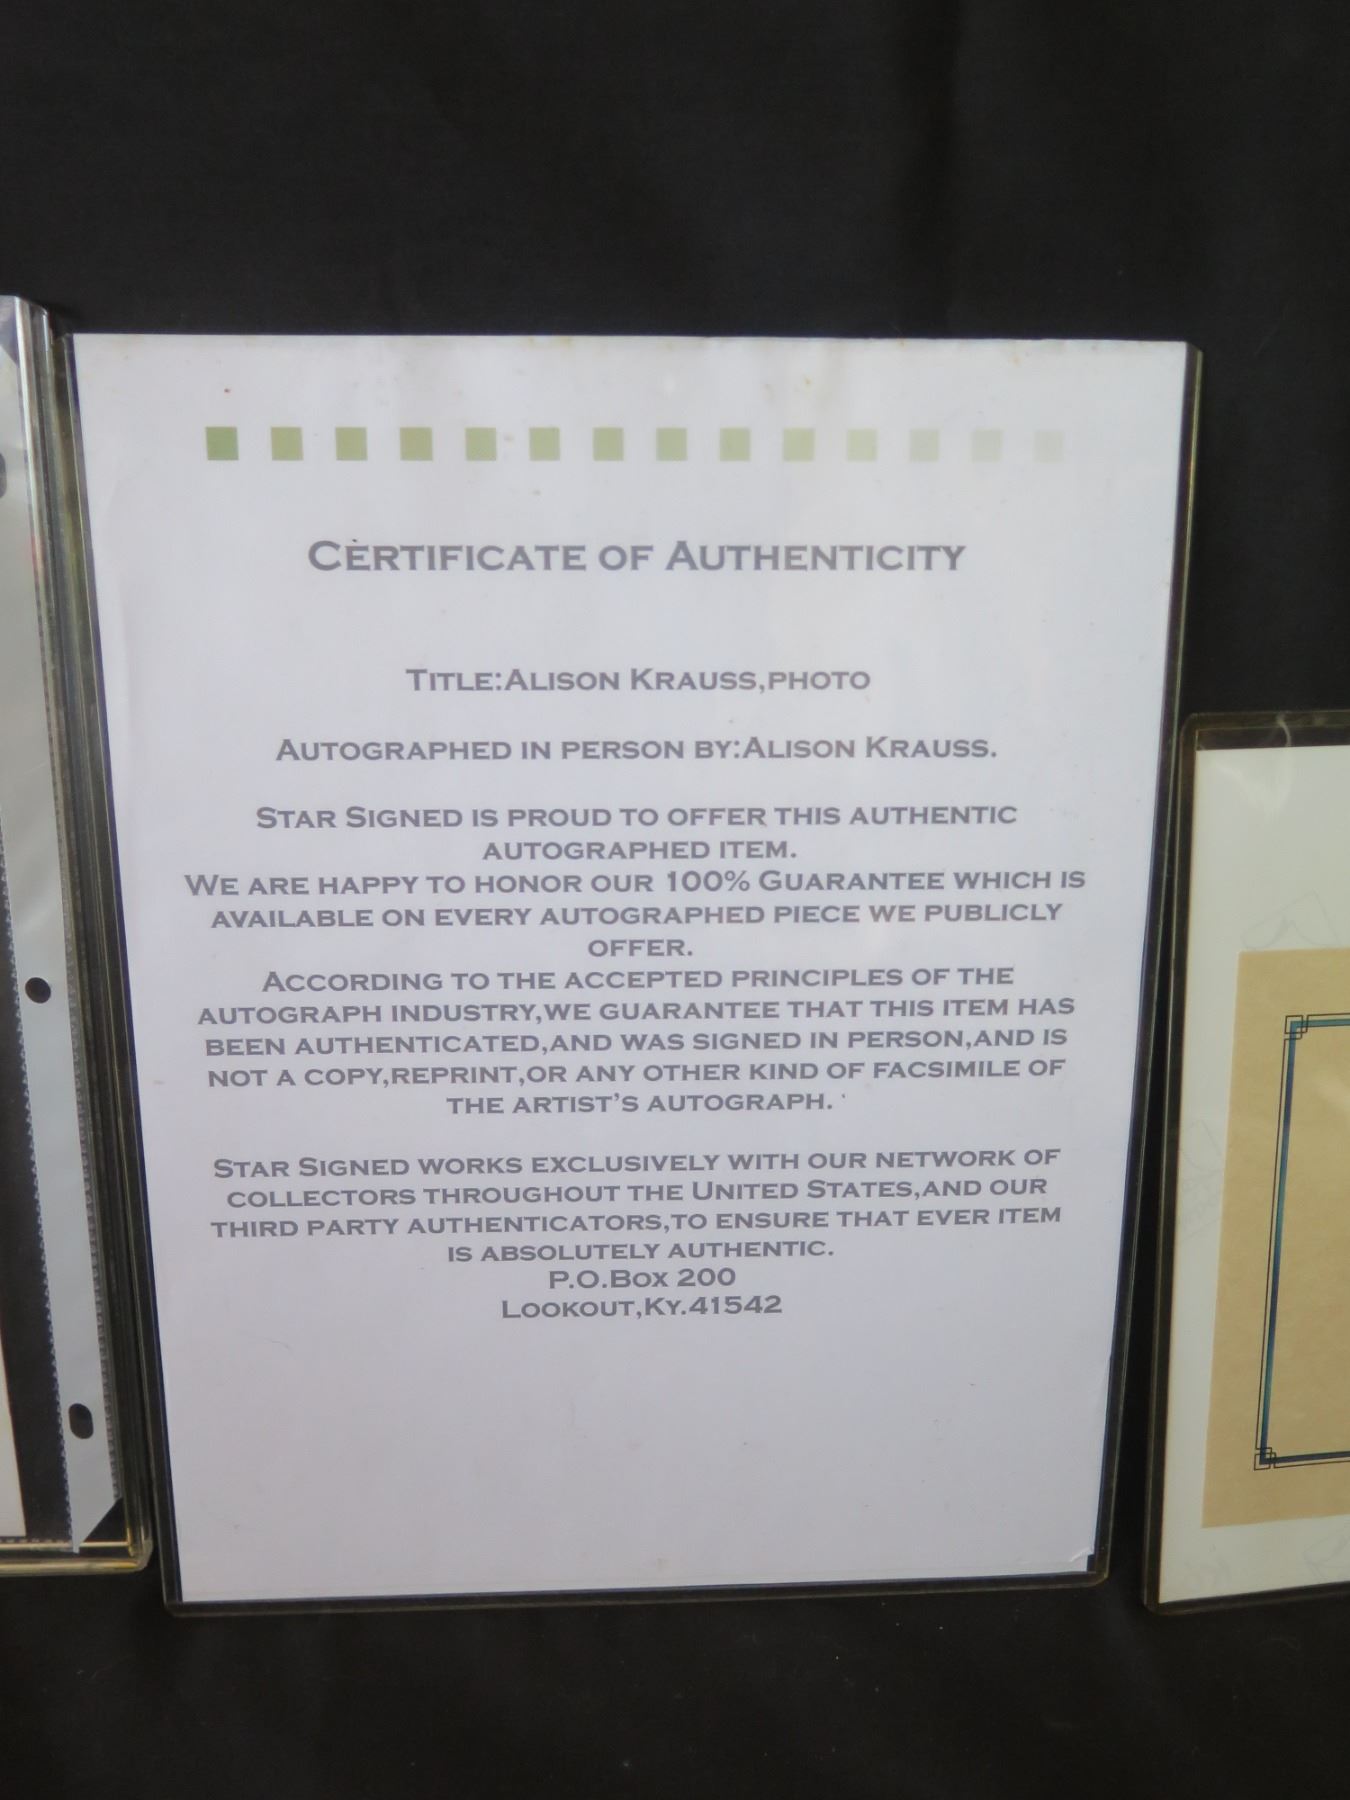 Certificate of Authenticity
Title:Alison Krauss,photo
Autographed in person by:Alison Krauss.
Star Signed is proud to offer this authentic
autographed item.
We are happy to honor our 100% Guarantee which is
available on every autographed piece we publicly
offer.
According to the accepted principles of the
autograph industry,we guarantee that this item has
been authenticated,and was signed in person,and is
not a copy,reprint,or any other kind of facsimile of
the artist's autograph.
Star Signed works exclusively with our network of
collectors throughout the United States,and our
third party authenticators,to ensure that ever item
is absolutely authentic.
P.O.Box 200
Lookout,Ky.41542